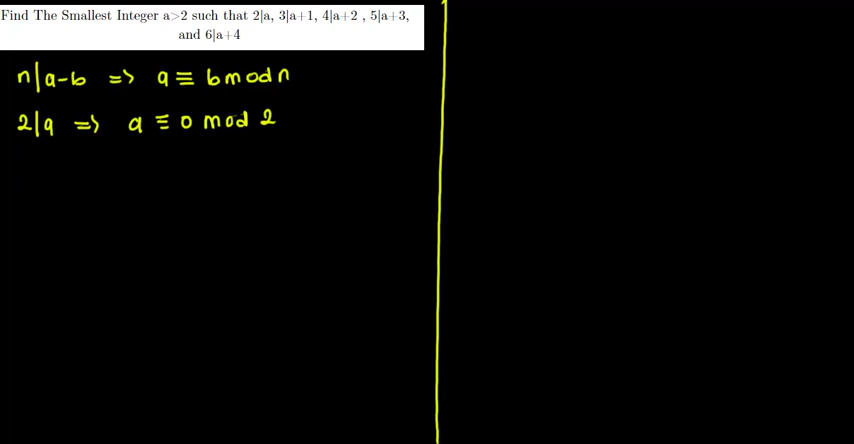 Find The Smallest Integer a>2 such that 2|a, 3|a+1, 4|a+2 , 5|a+3,
and 6|a+4
n|a-b => a ≡ b mod n
2|a => a ≡ 0 mod 2